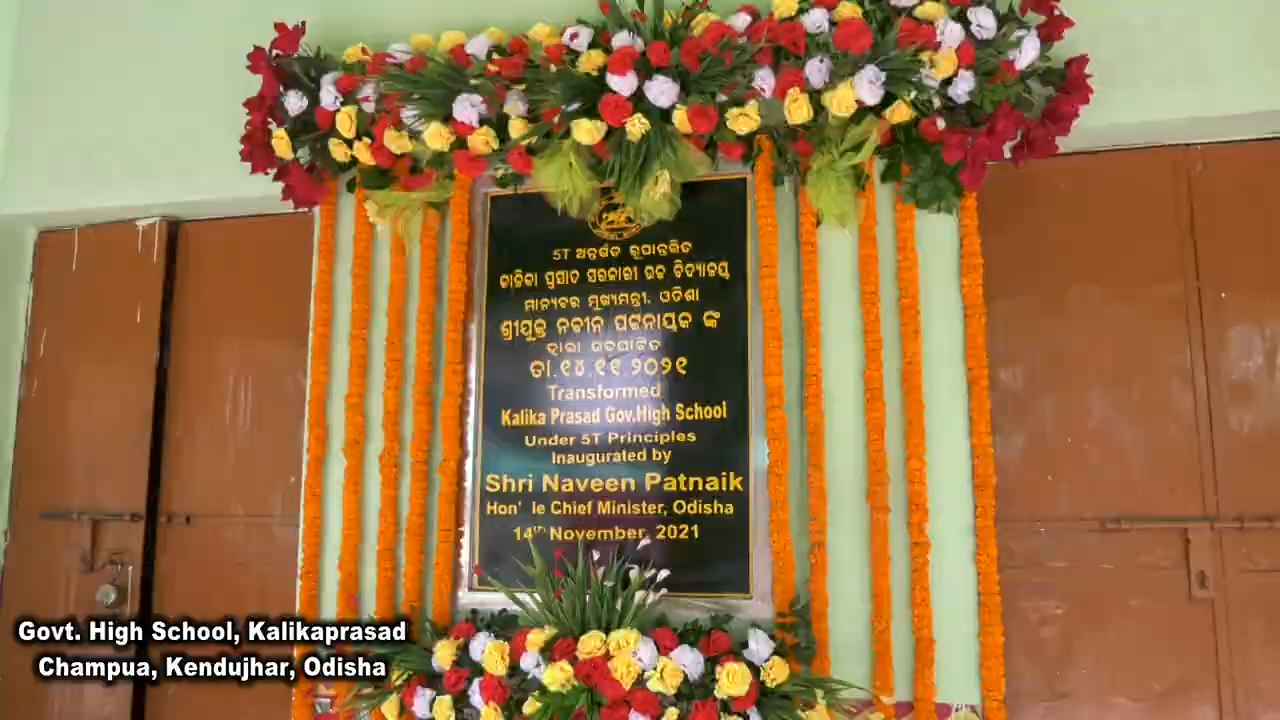 5T ଅନ୍ତର୍ଗତ ରୂପାନ୍ତରିତ
କାଳିକା ପ୍ରସାଦ ସରକାରୀ ଉଚ୍ଚ ବିଦ୍ୟାଳୟ
ମାନ୍ୟବର ମୁଖ୍ୟମନ୍ତ୍ରୀ, ଓଡିଶା
ଶ୍ରୀଯୁକ୍ତ ନବୀନ ପଟ୍ଟନାୟକ ଙ୍କ
ଦ୍ୱାରା ଉଦଘାଟିତ
ତା.୧୪.୧୧.୨୦୨୧
Transformed
Kalika Prasad Gov.High School
Under 5T Principles
Inaugurated by
Shri Naveen Patnaik
Hon' le Chief Minister, Odisha
14th November, 2021
Govt. High School, Kalikaprasad
Champua, Kendujhar, Odisha